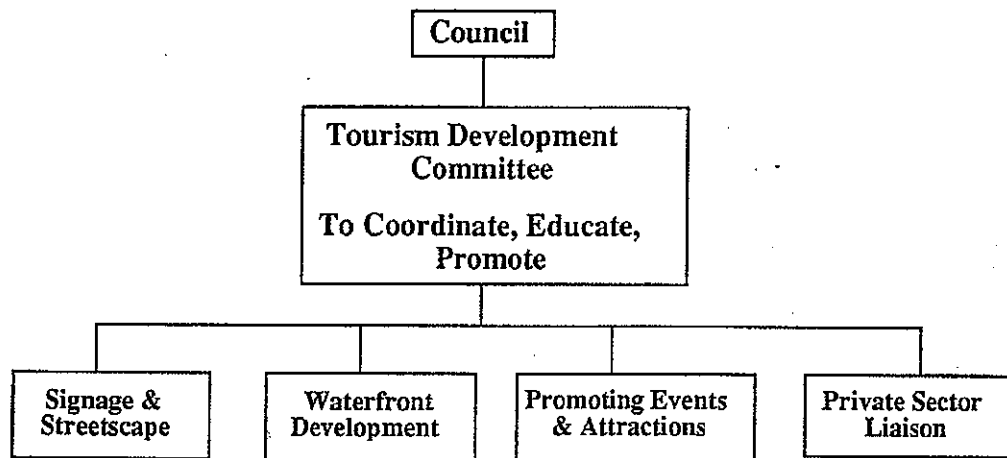 Council
Tourism Development
Committee
To Coordinate, Educate,
Promote
Signage &
Streetscape
Waterfront
Development
Promoting Events
& Attractions
Private Sector
Liaison